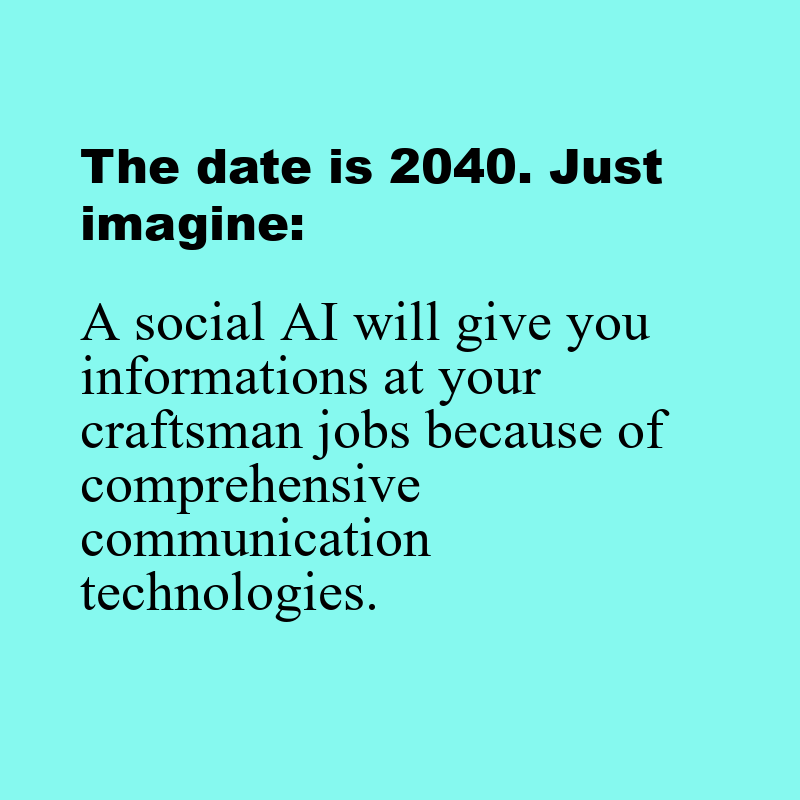 The date is 2040. Just
imagine:
A social AI will give you
informations at your
craftsman jobs because of
comprehensive
communication
technologies.